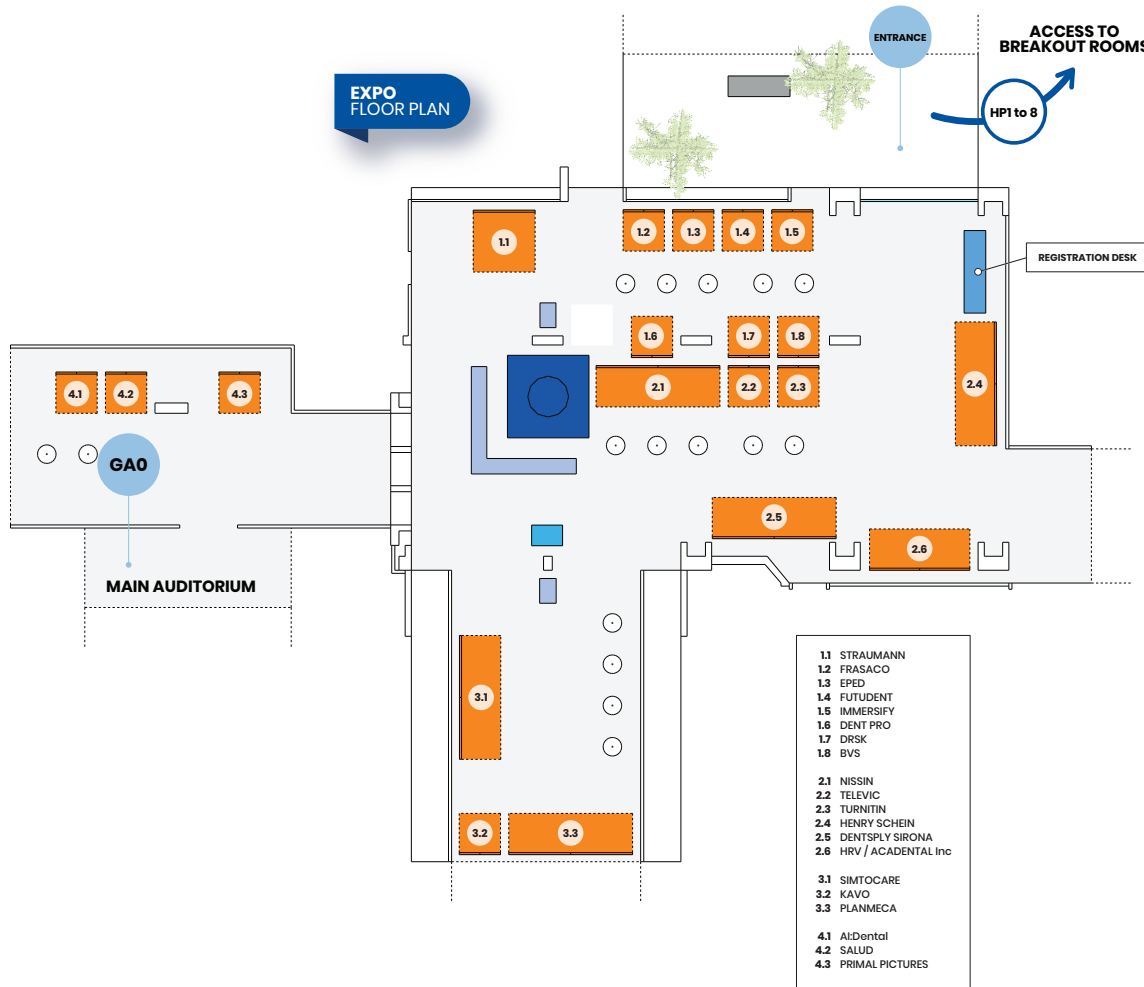 ENTRANCE
ACCESS TO
BREAKOUT ROOMS
EXPO
FLOOR PLAN
HP1 to 8
1.1
1.2
1.3
1.4
1.5
REGISTRATION DESK
1.6
1.7
1.8
4.1
4.2
4.3
2.1
2.2
2.3
2.4
GA0
2.5
2.6
MAIN AUDITORIUM
3.1
3.2
3.3
1.1 STRAUMANN
1.2 FRASACO
1.3 EPED
1.4 FUTUDENT
1.5 IMMERSIFY
1.6 DENT PRO
1.7 DRSK
1.8 BVS
2.1 NISSIN
2.2 TELEVIC
2.3 TURNITIN
2.4 HENRY SCHEIN
2.5 DENTSPLY SIRONA
2.6 HRV / ACADENTAL Inc
3.1 SIMTOCARE
3.2 KAVO
3.3 PLANMECA
4.1 AI:Dental
4.2 SALUD
4.3 PRIMAL PICTURES